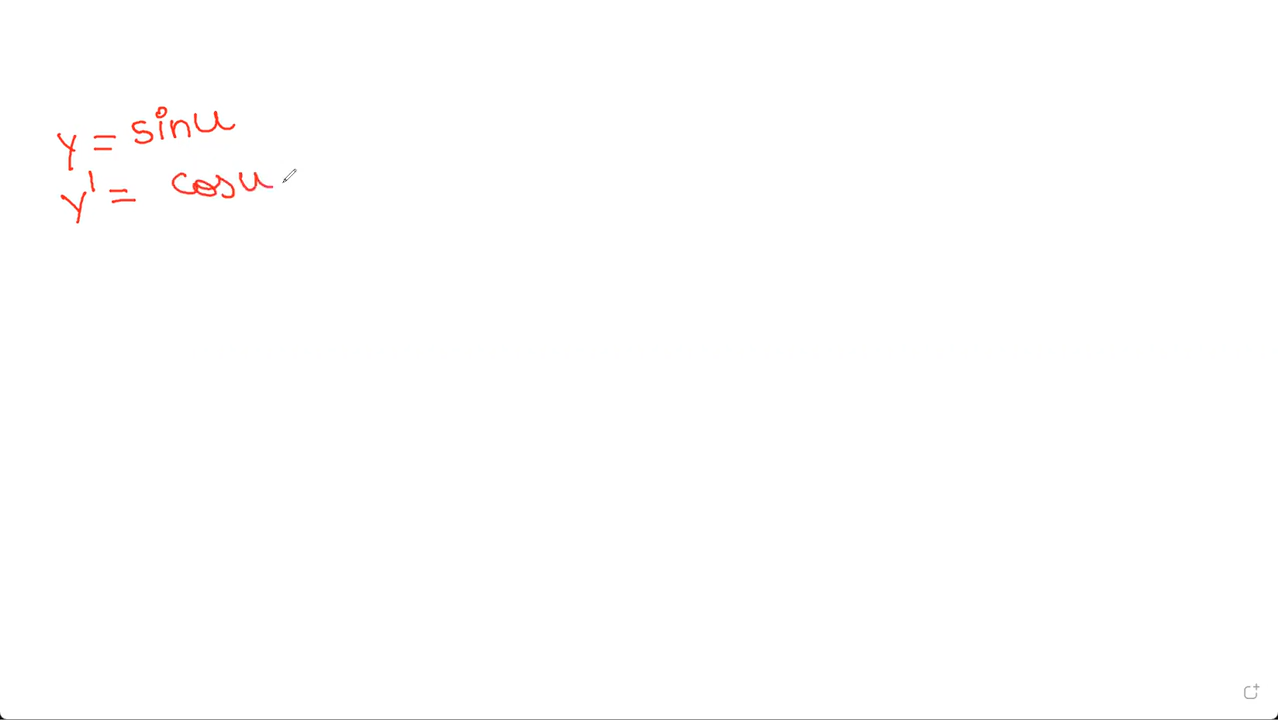 y = sinu
y' = cosu